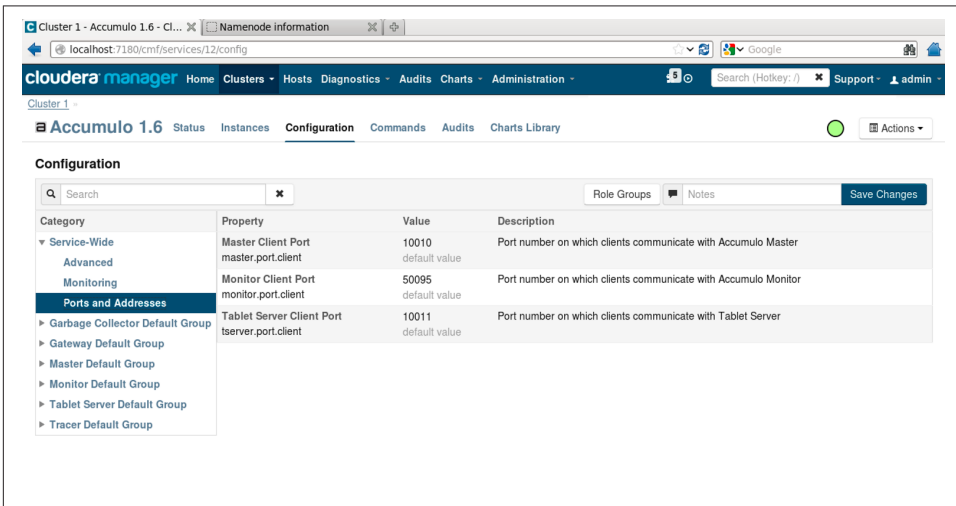 Cluster 1 - Accumulo 1.6 - Cl... Namenode information
localhost:7180/cmf/services/12/config Google
cloudera manager Home Clusters Hosts Diagnostics Audits Charts Administration 5 Search (Hotkey: /) Support admin
Cluster 1
a Accumulo 1.6 Status Instances Configuration Commands Audits Charts Library Actions
Configuration
Search Role Groups Notes Save Changes
Category Property Value Description
Service-Wide Master Client Port 10010 Port number on which clients communicate with Accumulo Master
master.port.client default value
Advanced
Monitoring Monitor Client Port 50095 Port number on which clients communicate with Accumulo Monitor
monitor.port.client default value
Ports and Addresses
Tablet Server Client Port 10011 Port number on which clients communicate with Tablet Server
Garbage Collector Default Group tserver.port.client default value
Gateway Default Group
Master Default Group
Monitor Default Group
Tablet Server Default Group
Tracer Default Group